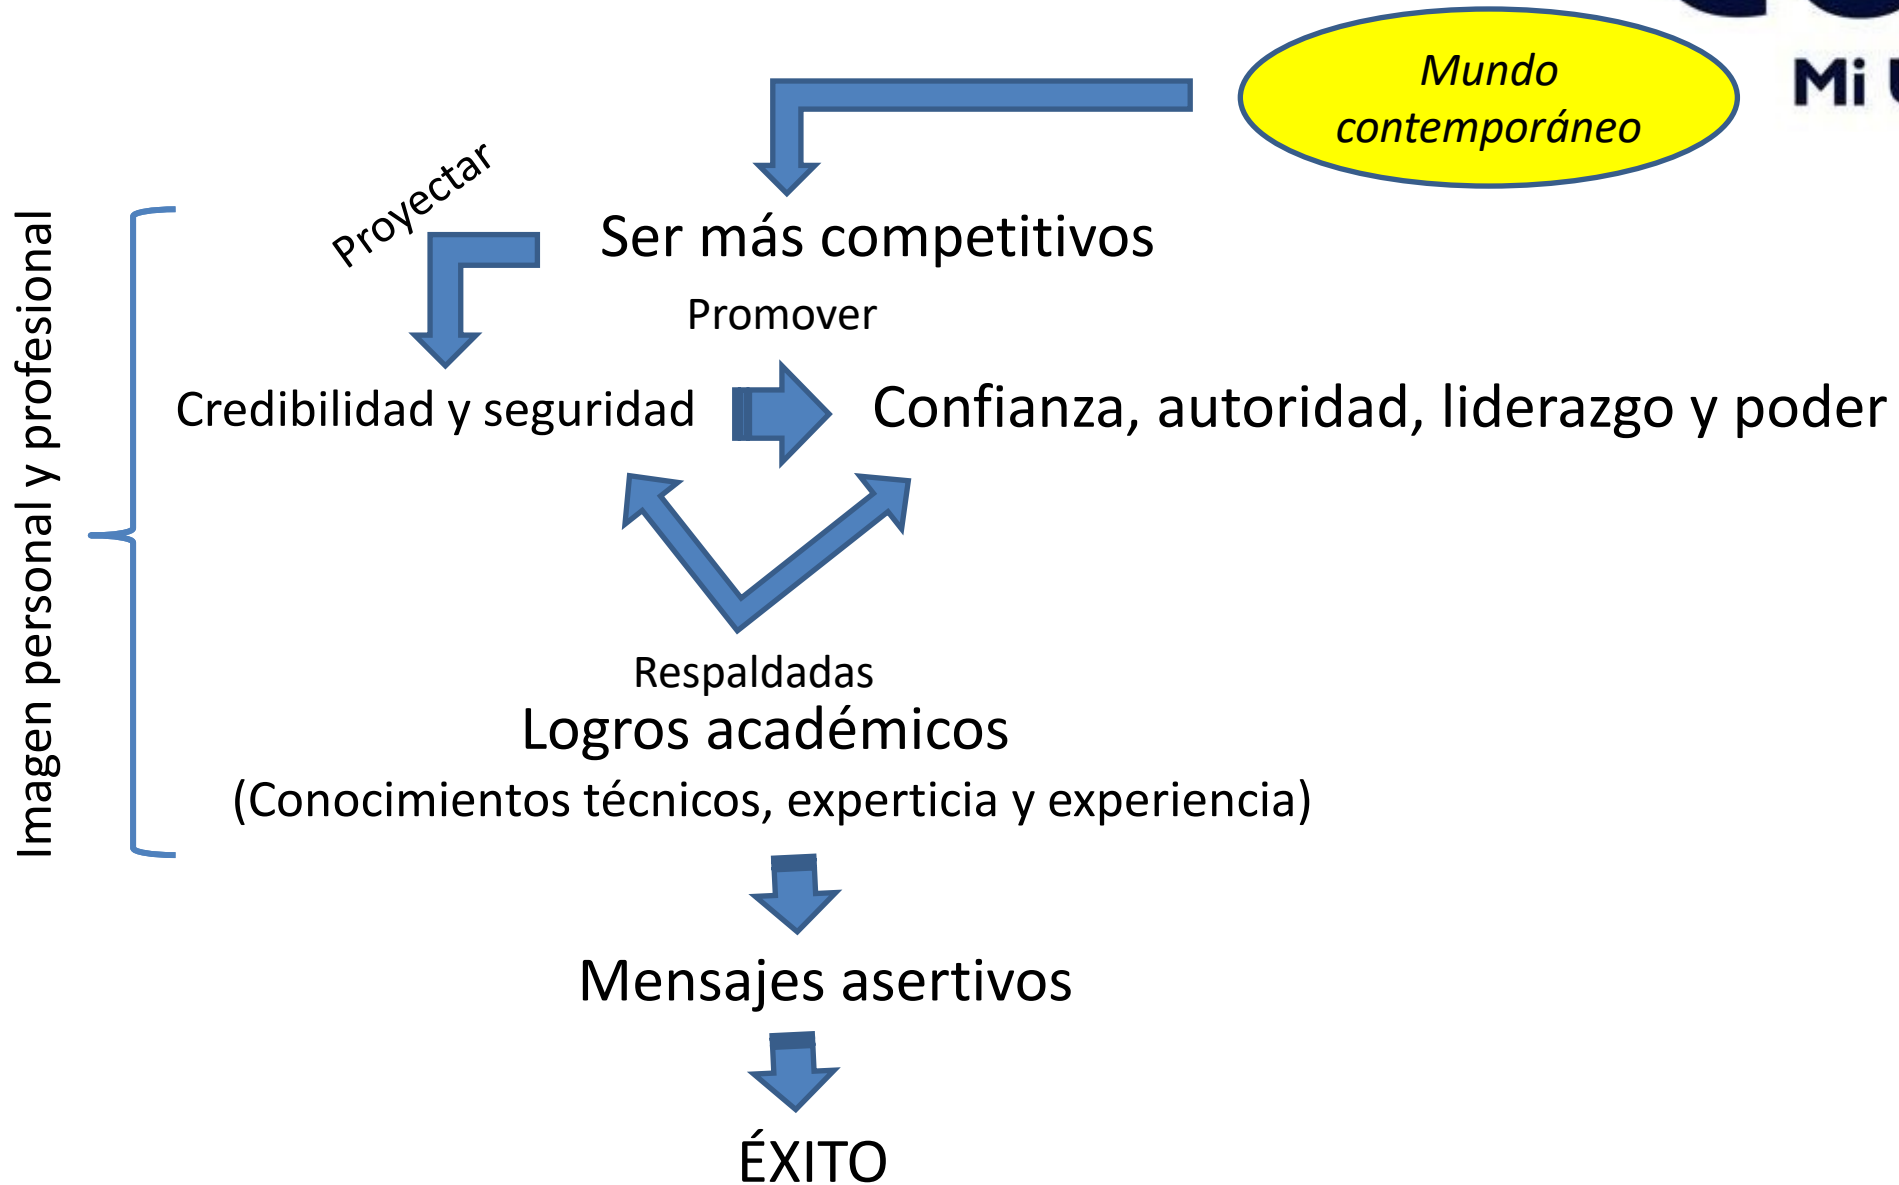 Mi
Mundo
contemporáneo
Proyectar
Ser más competitivos
Promover
Imagen personal y profesional
Credibilidad y seguridad
Confianza, autoridad, liderazgo y poder
Respaldadas
Logros académicos
(Conocimientos técnicos, experticia y experiencia)
Mensajes asertivos
ÉXITO